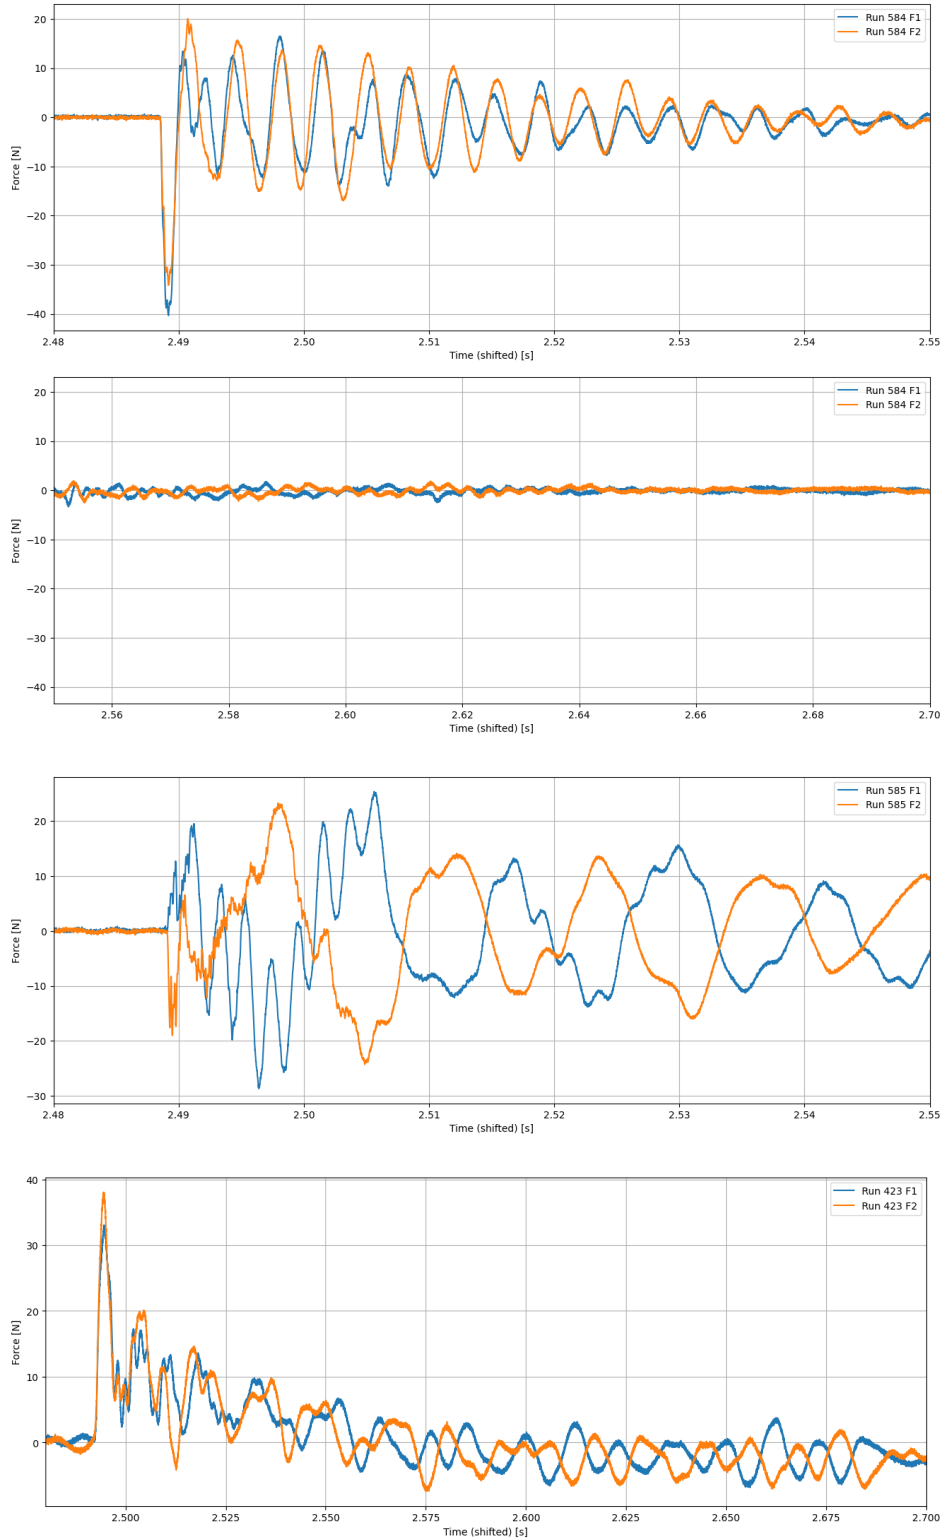 20
10
0
−10
−20
−30
−40
Force [N]
Run 584 F1
Run 584 F2
2.48 2.49 2.50 2.51 2.52 2.53 2.54 2.55
Time (shifted) [s]
20
10
0
−10
−20
−30
−40
Force [N]
Run 584 F1
Run 584 F2
2.56 2.58 2.60 2.62 2.64 2.66 2.68 2.70
Time (shifted) [s]
20
10
0
−10
−20
−30
Force [N]
Run 585 F1
Run 585 F2
2.48 2.49 2.50 2.51 2.52 2.53 2.54 2.55
Time (shifted) [s]
40
30
20
10
0
Force [N]
Run 423 F1
Run 423 F2
2.500 2.525 2.550 2.575 2.600 2.625 2.650 2.675 2.700
Time (shifted) [s]